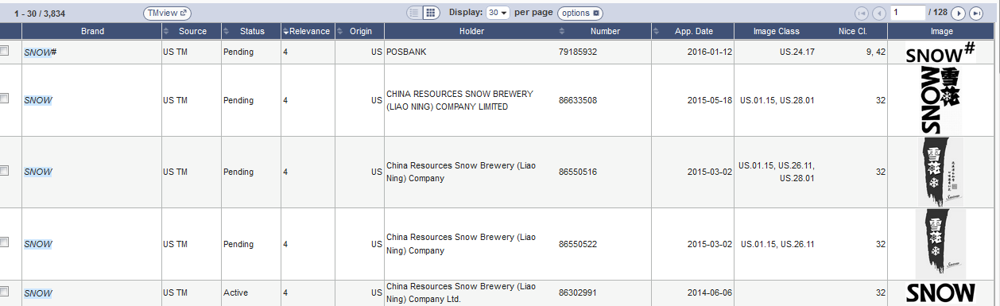 1 - 30 / 3,834 TMview Display: 30 per page options 1 / 128
Brand Source Status Relevance Origin Holder Number App. Date Image Class Nice Cl. Image
SNOW# US TM Pending 4 US POSBANK 79185932 2016-01-12 US.24.17 9, 42 SNOW#
SNOW US TM Pending 4 US CHINA RESOURCES SNOW BREWERY
(LIAO NING) COMPANY LIMITED 86633508 2015-05-18 US.01.15, US.28.01 32
雪花
SNOW
SNOW US TM Pending 4 US China Resources Snow Brewery (Liao
Ning) Company 86550516 2015-03-02 US.01.15, US.26.11,
US.28.01 32
雪花
SNOW US TM Pending 4 US China Resources Snow Brewery (Liao
Ning) Company 86550522 2015-03-02 US.01.15, US.26.11 32
雪花
SNOW US TM Active 4 US China Resources Snow Brewery (Liao
Ning) Company Ltd. 86302991 2014-06-06 32 SNOW